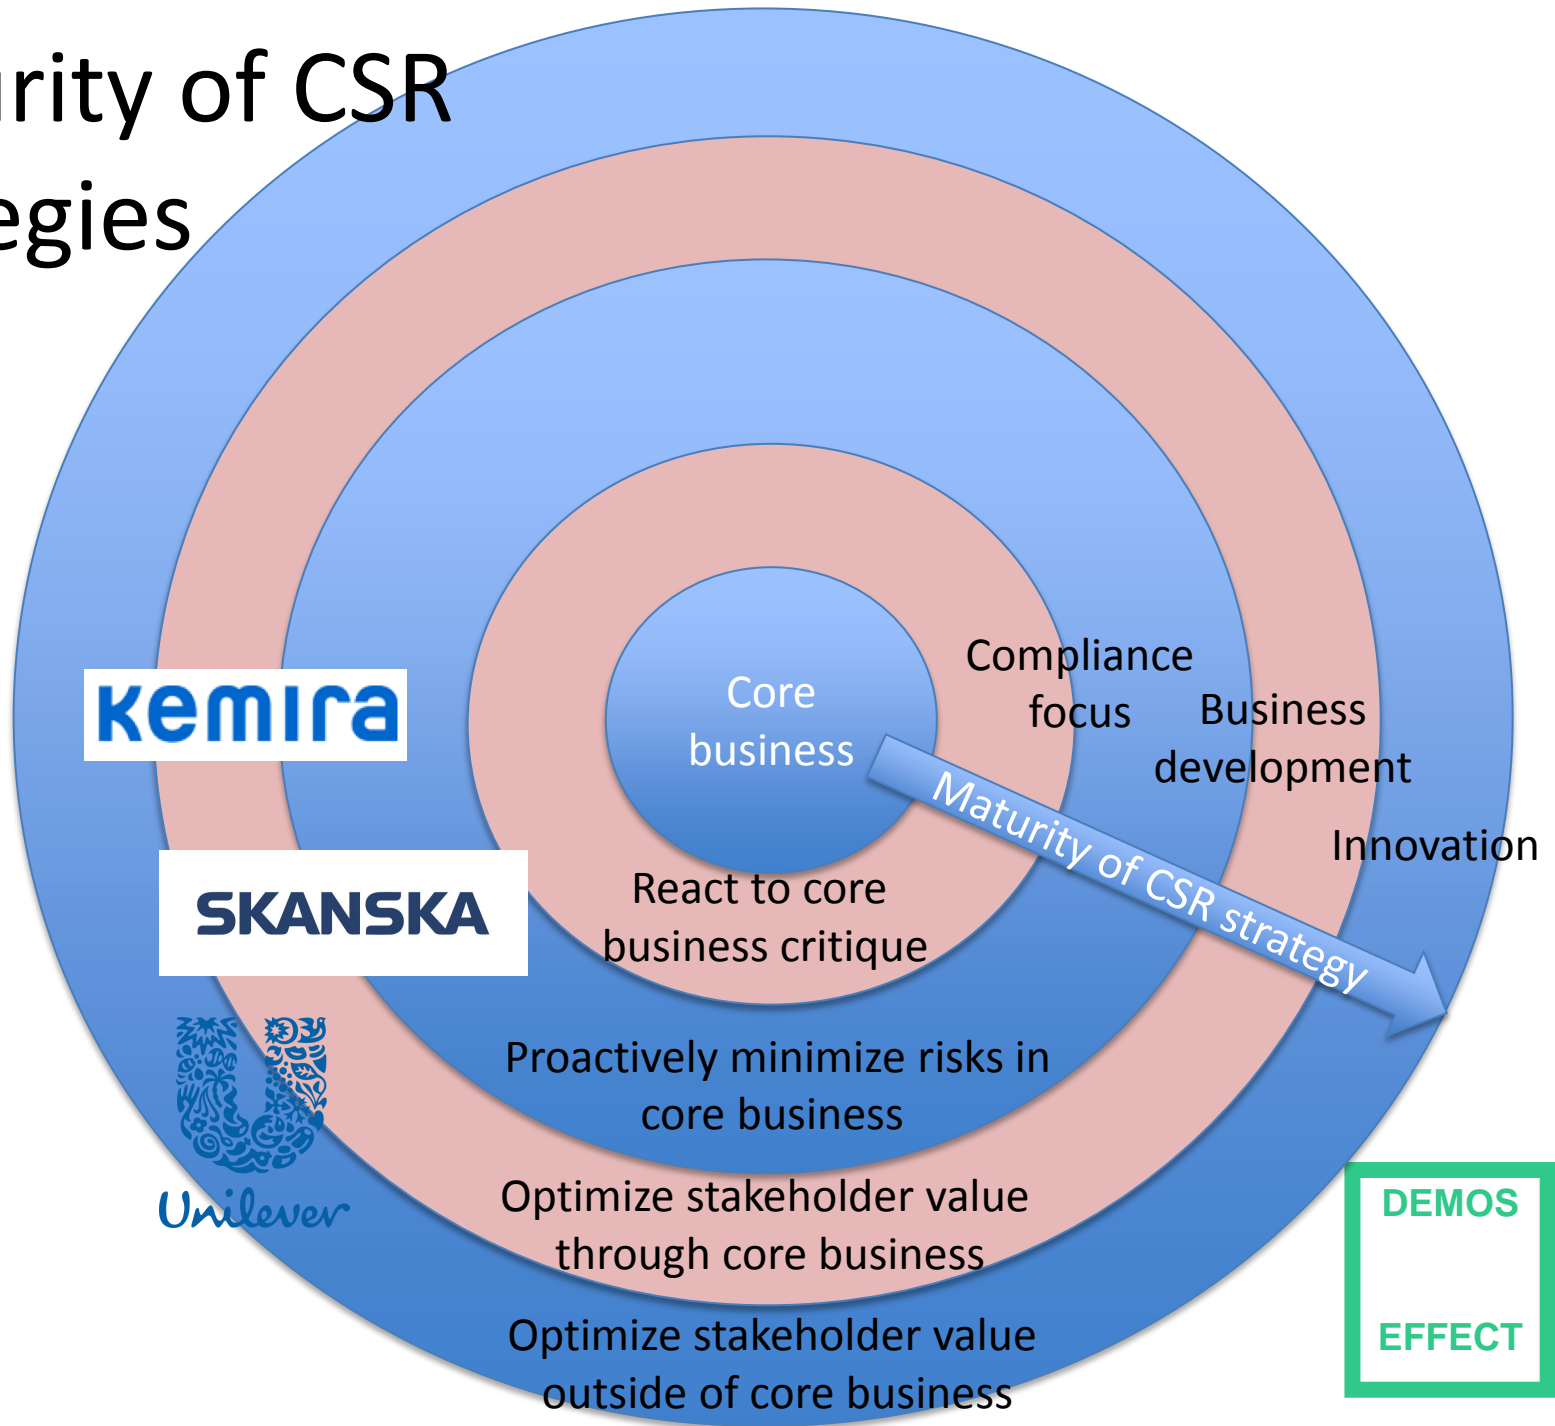 urity of CSR
egies
Core
business
Compliance
focus
Business
development
Innovation
Maturity of CSR strategy
kemira
SKANSKA
Unilever
React to core
business critique
Proactively minimize risks in
core business
Optimize stakeholder value
through core business
Optimize stakeholder value
outside of core business
DEMOS
EFFECT